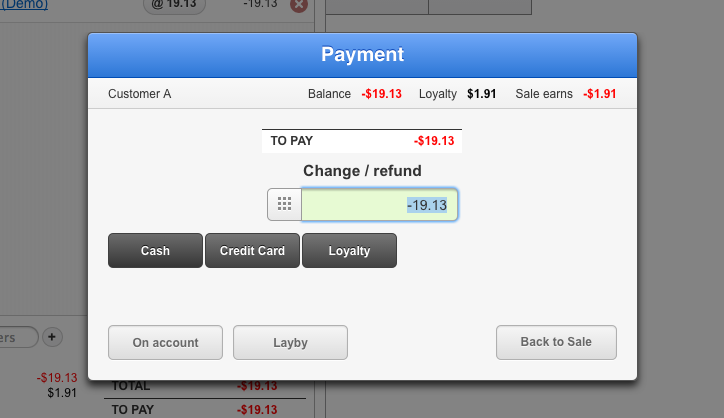 (Demo)
@ 19.13
-19.13
Payment
Customer A
Balance -$19.13 Loyalty $1.91 Sale earns -$1.91
TO PAY -$19.13
Change / refund
-19.13
Cash
Credit Card
Loyalty
ers
+
On account
Layby
Back to Sale
-$19.13
$1.91
TOTAL -$19.13
TO PAY -$19.13